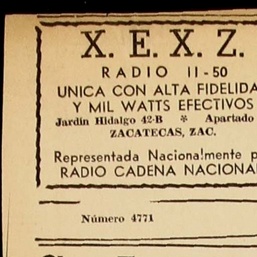 X. E. X. Z.
RADIO 11-50
UNICA CON ALTA FIDELIDA
Y MIL WATTS EFECTIVOS
Jardín Hidalgo 42-B * Apartado
ZACATECAS, ZAC.
Representada Nacionalmente p
RADIO CADENA NACIONA
Número 4771